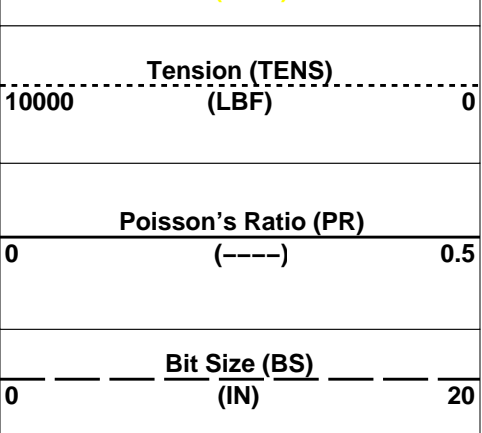 Tension (TENS)
10000 (LBF) 0
Poisson's Ratio (PR)
0 (----) 0.5
Bit Size (BS)
0 (IN) 20